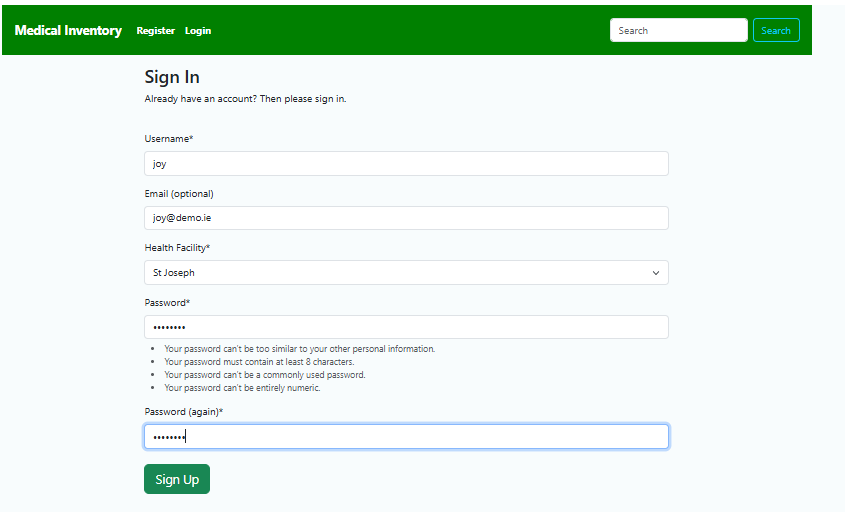 Medical Inventory Register Login Search Search
Sign In
Already have an account? Then please sign in.
Username*
joy
Email (optional)
joy@demo.ie
Health Facility*
St Joseph
Password*
••••••••
• Your password can't be too similar to your other personal information.
• Your password must contain at least 8 characters.
• Your password can't be a commonly used password.
• Your password can't be entirely numeric.
Password (again)*
••••••••
Sign Up